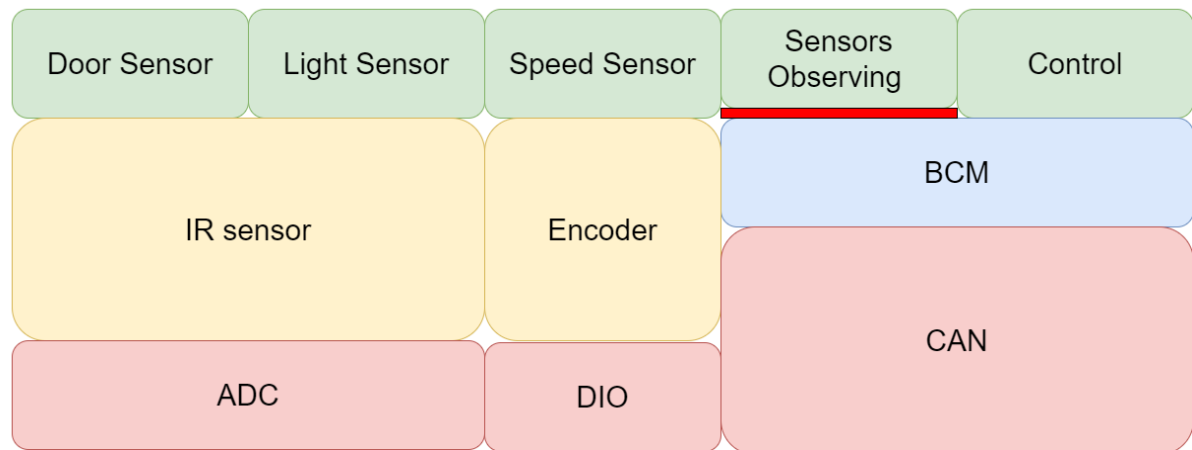 Door Sensor
Light Sensor
Speed Sensor
Sensors
Observing
Control
BCM
IR sensor
Encoder
CAN
ADC
DIO